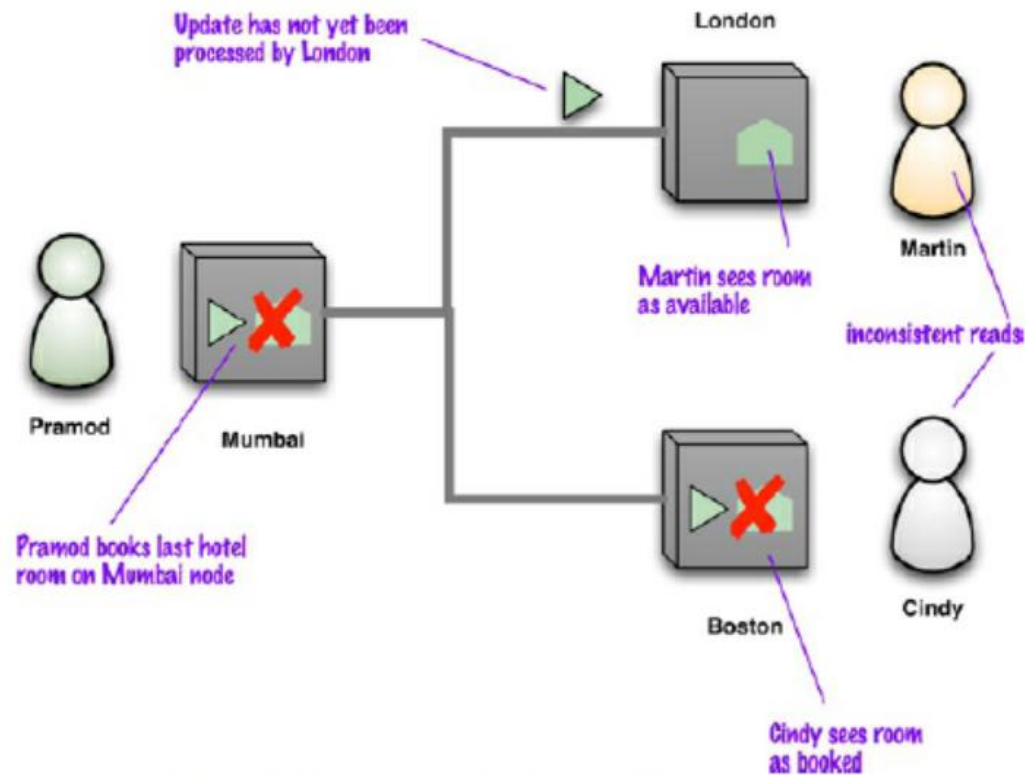 Update has not yet been
processed by London
London
Martin
Martin sees room
as available
inconsistent reads
Pramod
Mumbai
Pramod books last hotel
room on Mumbai node
Boston
Cindy
Cindy sees room
as booked